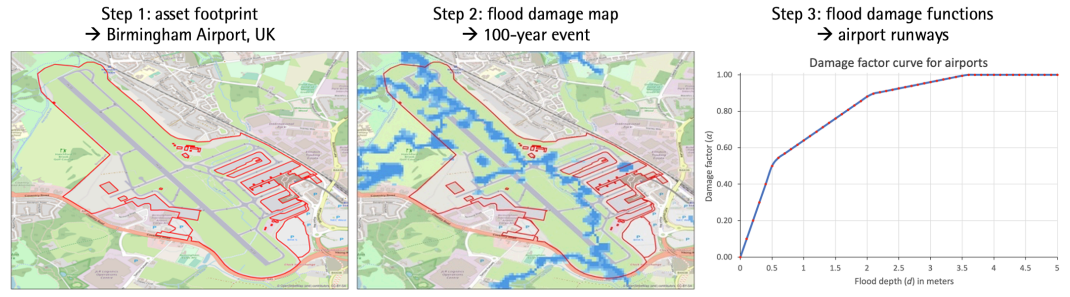 Step 1: asset footprint
→ Birmingham Airport, UK
Step 2: flood damage map
→ 100-year event
Step 3: flood damage functions
→ airport runways
Damage factor curve for airports
Damage factor (α)
1.00
0.80
0.60
0.40
0.20
0.00
0 0.5 1 1.5 2 2.5 3 3.5 4 4.5 5
Flood depth (d) in meters